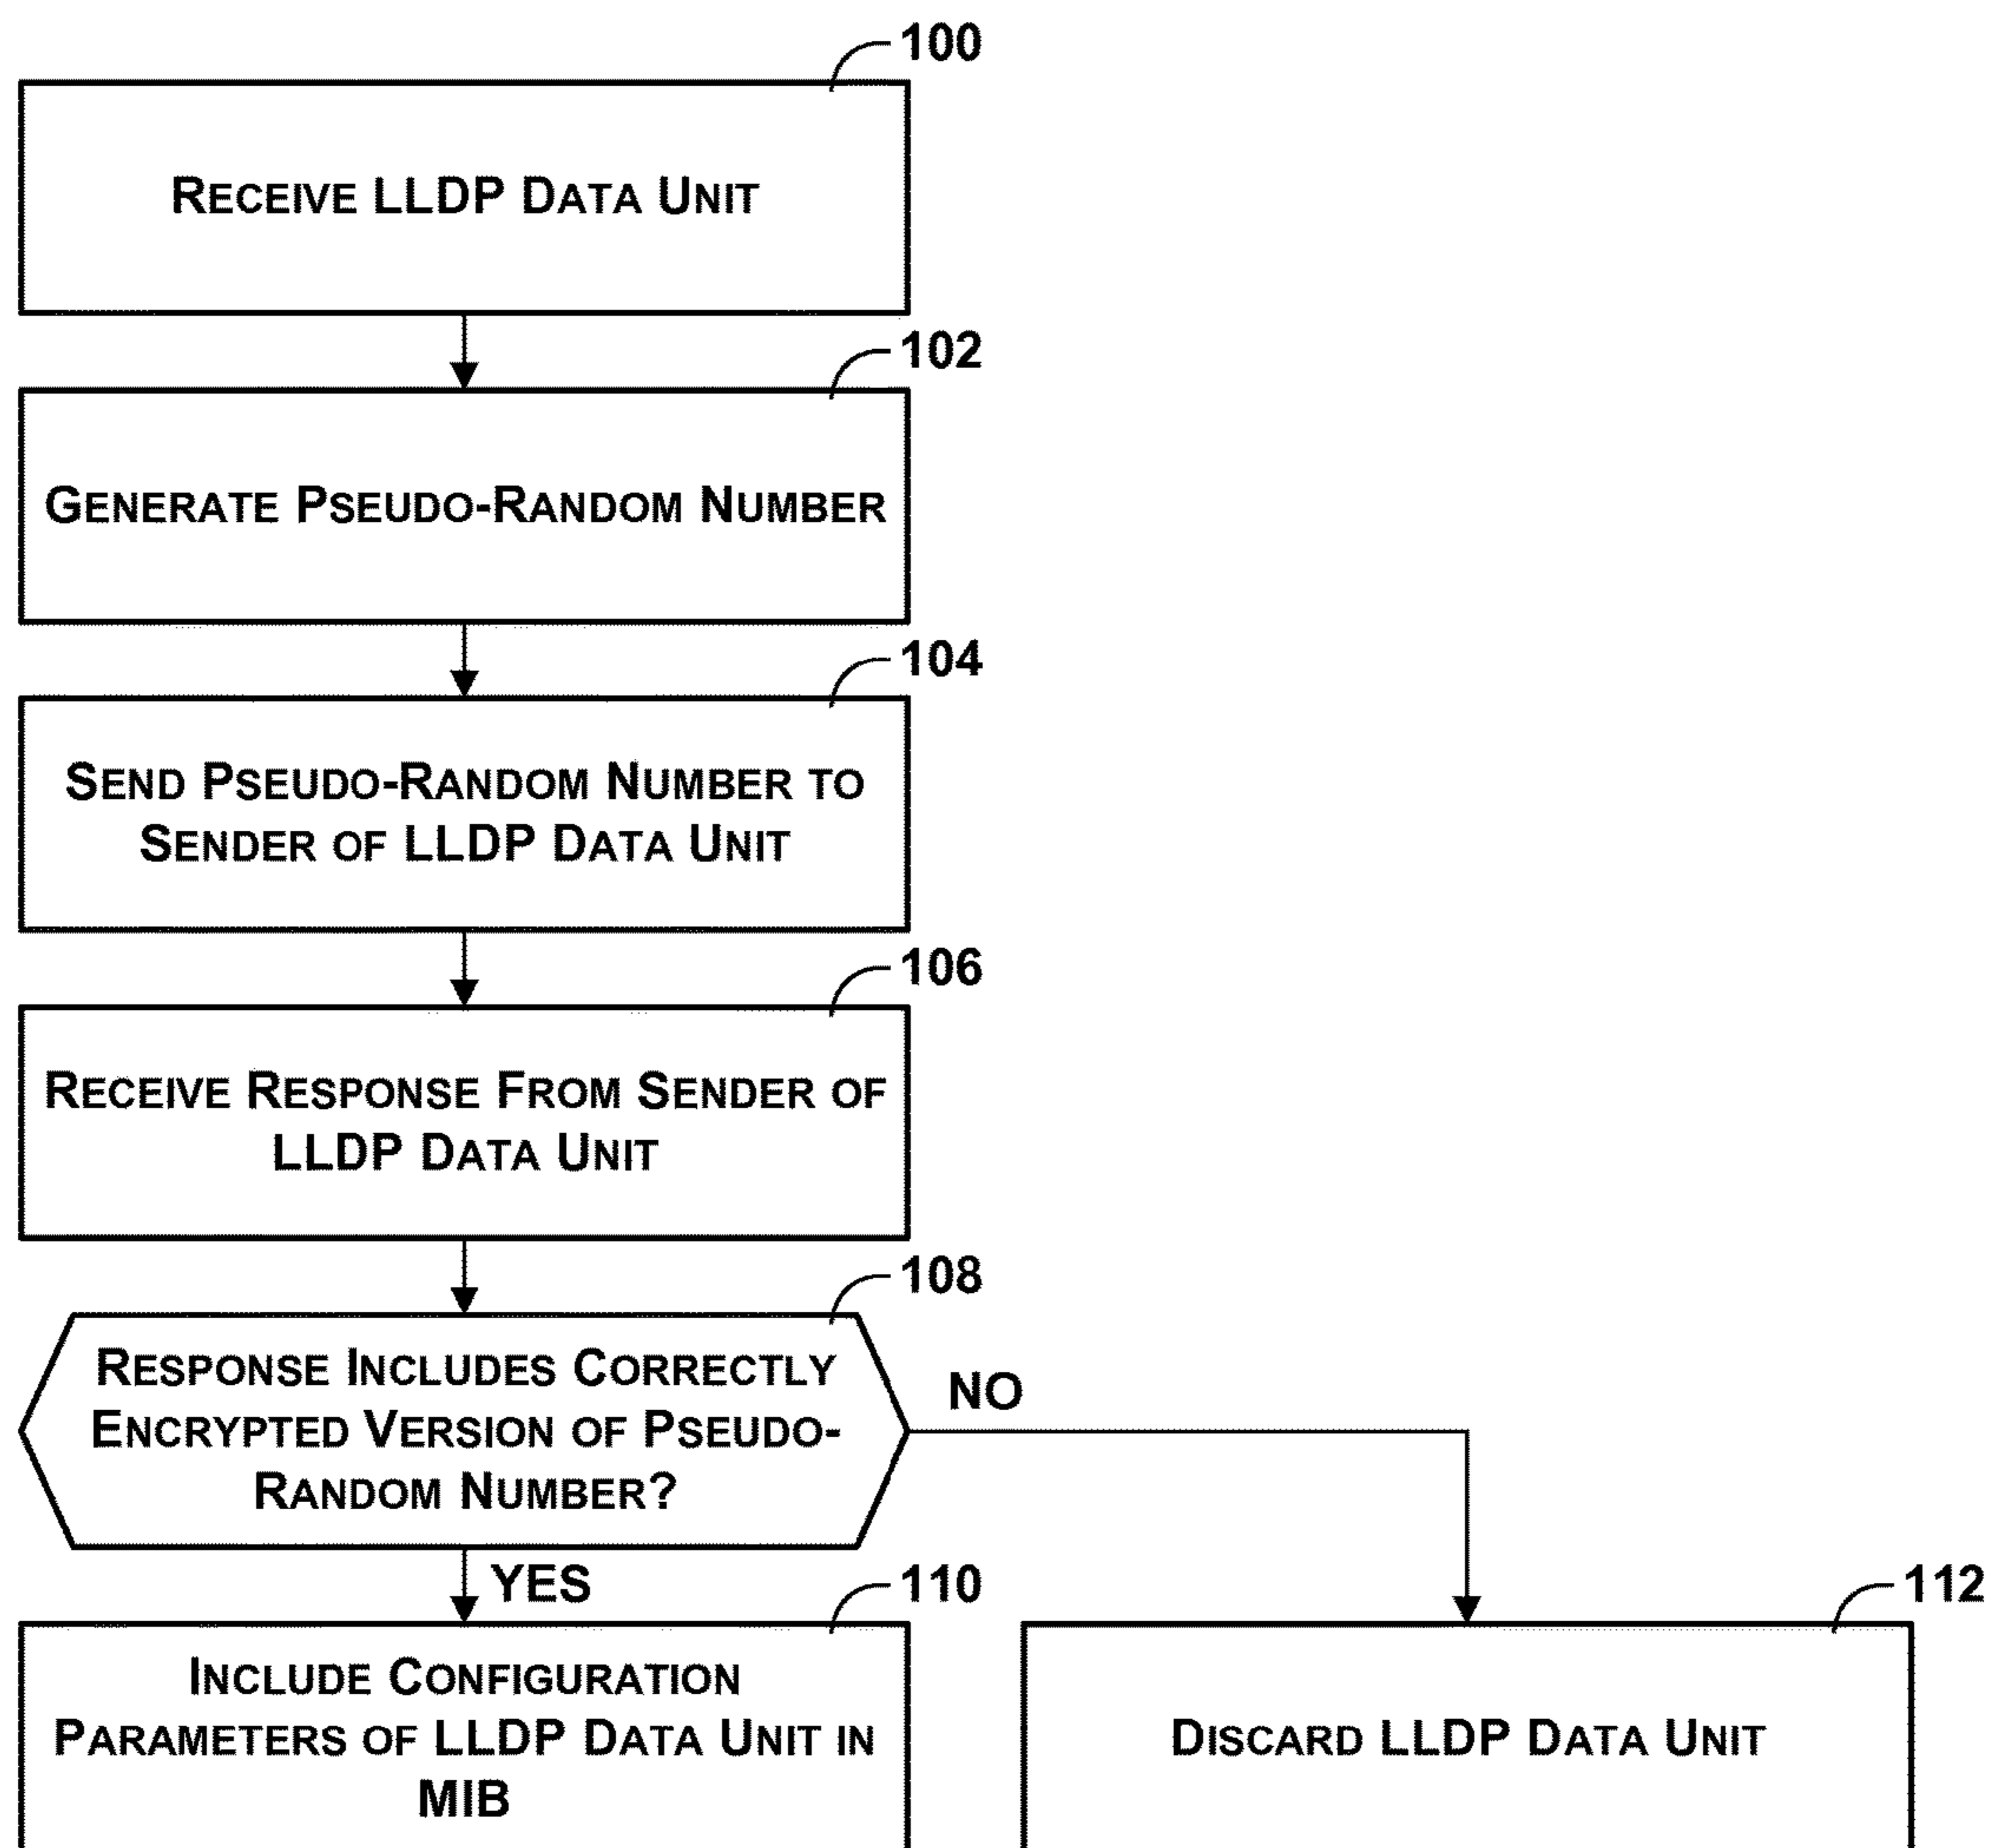 100
RECEIVE LLDP DATA UNIT
102
GENERATE PSEUDO-RANDOM NUMBER
104
SEND PSEUDO-RANDOM NUMBER TO
SENDER OF LLDP DATA UNIT
106
RECEIVE RESPONSE FROM SENDER OF
LLDP DATA UNIT
108
RESPONSE INCLUDES CORRECTLY
ENCRYPTED VERSION OF PSEUDO-
RANDOM NUMBER?
NO
YES
110
INCLUDE CONFIGURATION
PARAMETERS OF LLDP DATA UNIT IN
MIB
112
DISCARD LLDP DATA UNIT